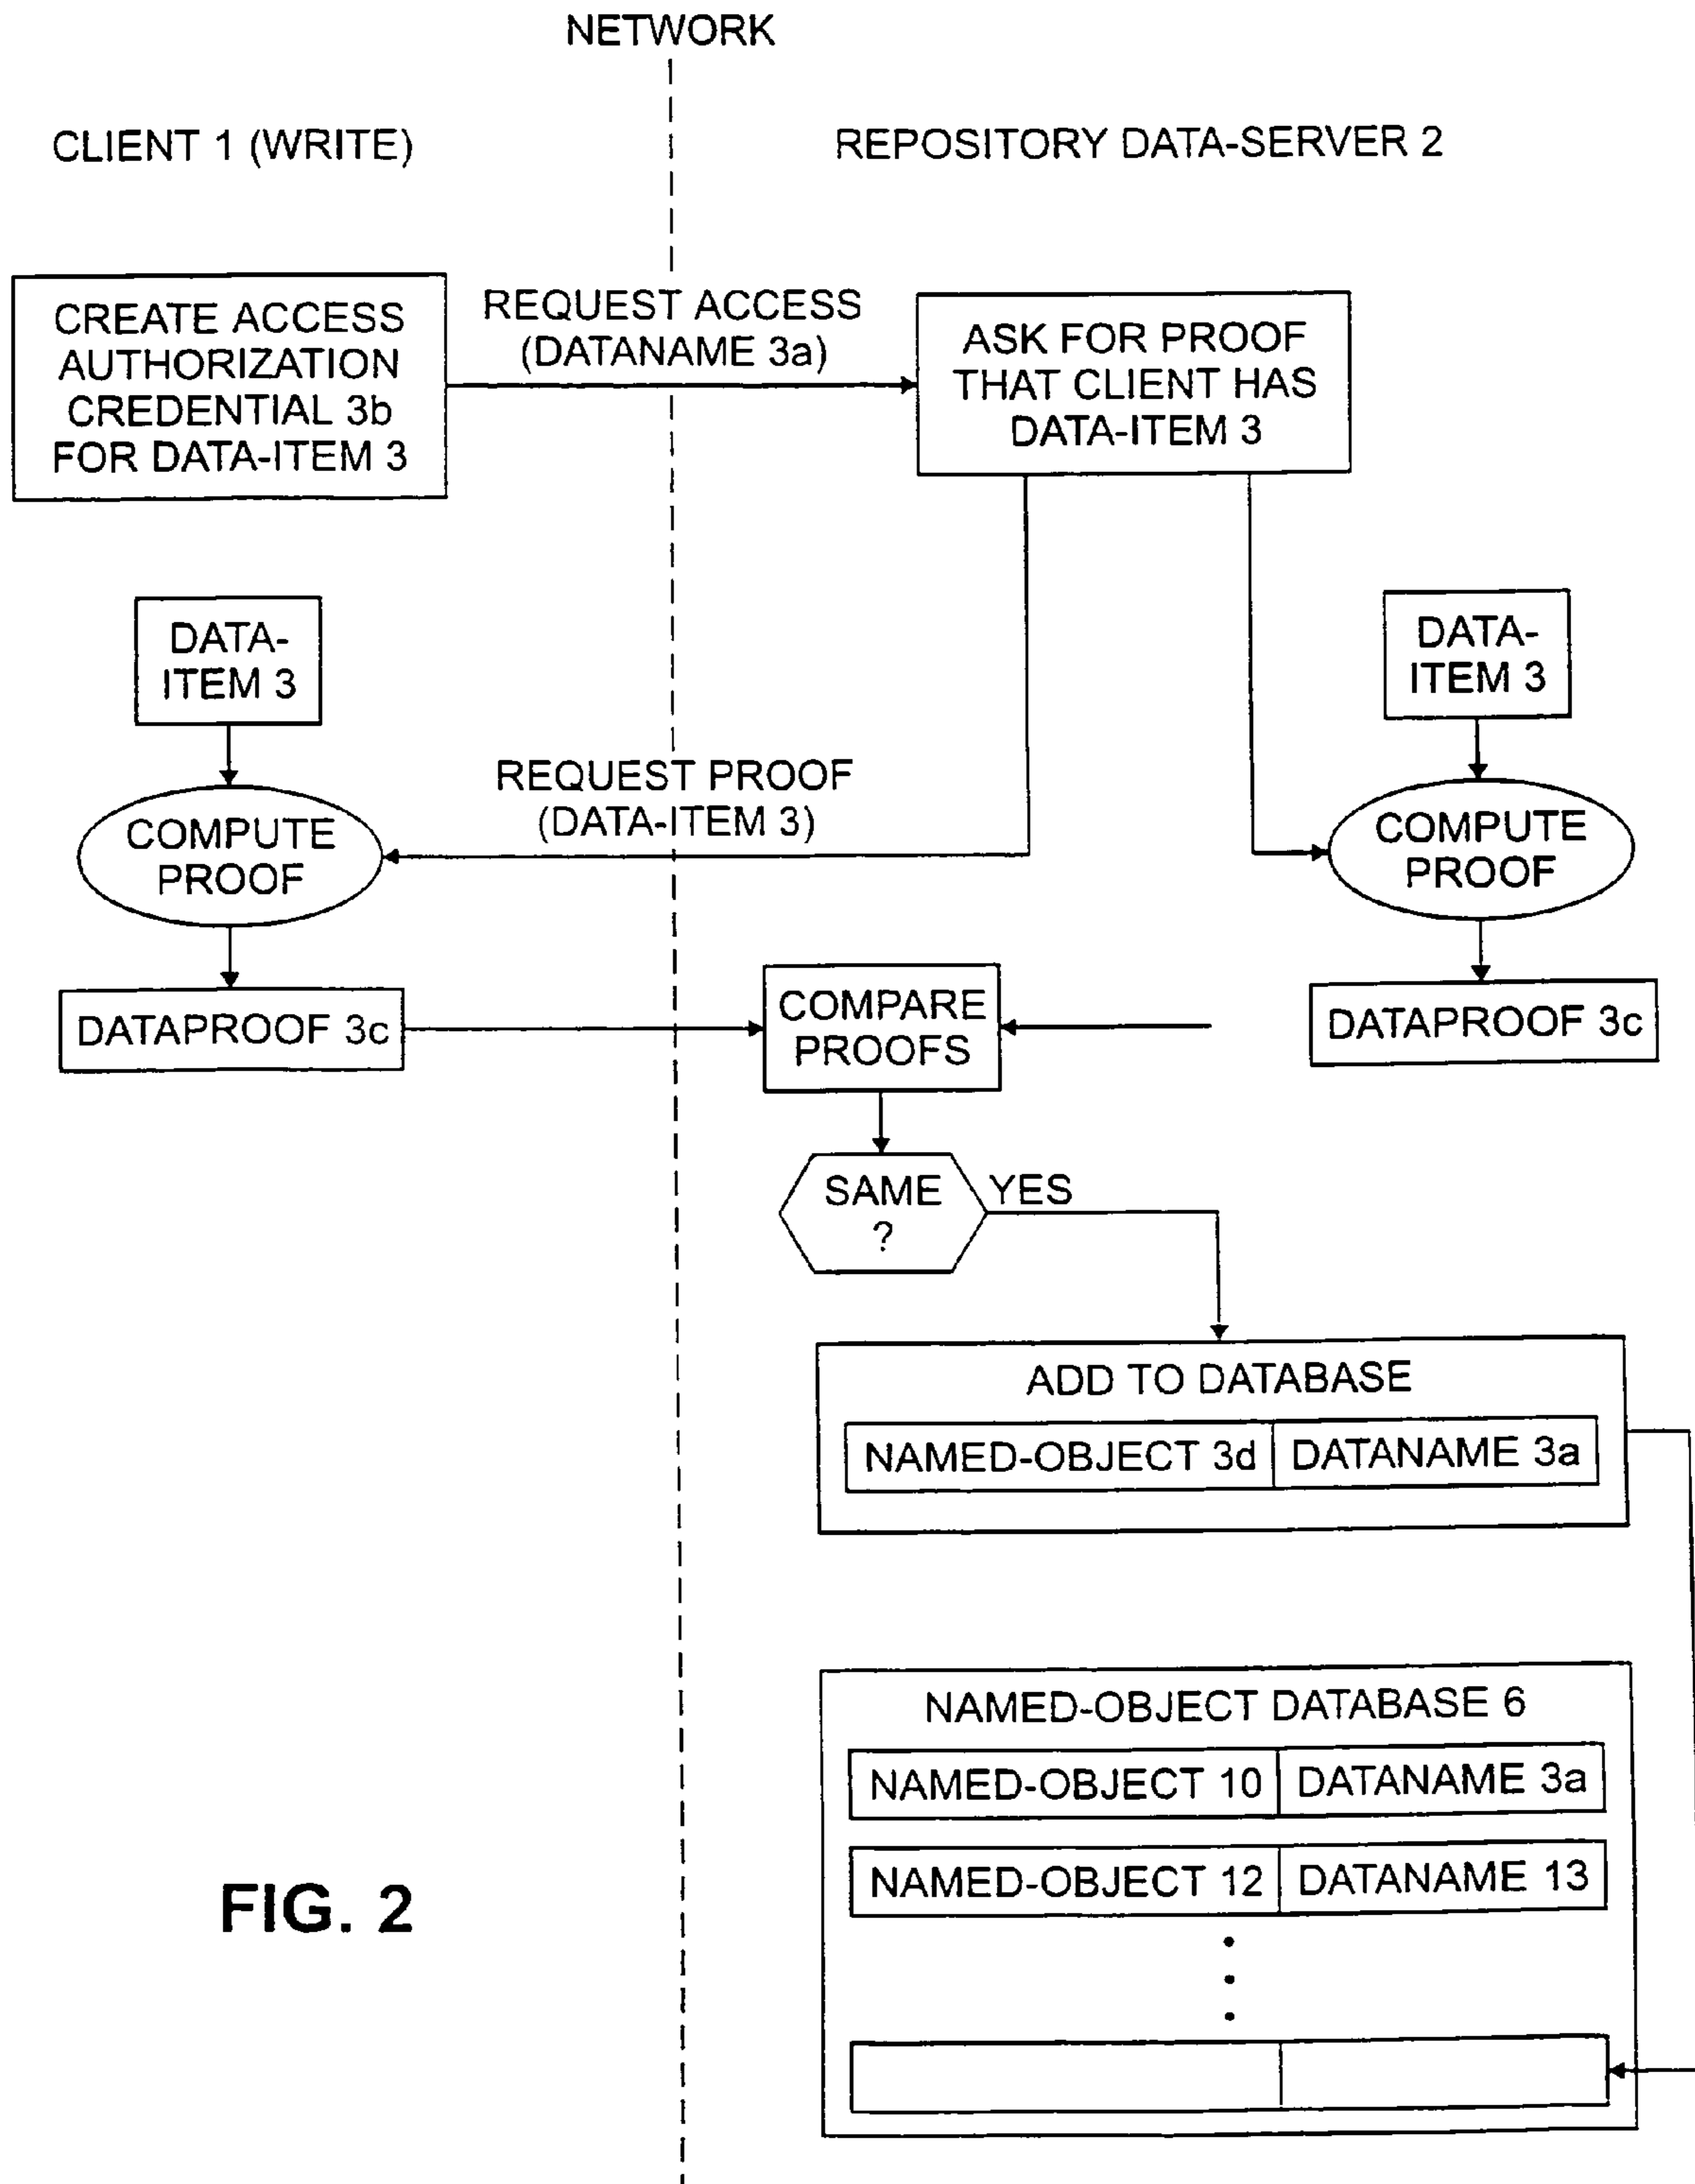 NETWORK
CLIENT 1 (WRITE)
REPOSITORY DATA-SERVER 2
CREATE ACCESS
AUTHORIZATION
CREDENTIAL 3b
FOR DATA-ITEM 3
REQUEST ACCESS
(DATANAME 3a)
ASK FOR PROOF
THAT CLIENT HAS
DATA-ITEM 3
DATA-
ITEM 3
DATA-
ITEM 3
REQUEST PROOF
(DATA-ITEM 3)
COMPUTE
PROOF
COMPUTE
PROOF
DATAPROOF 3c
COMPARE
PROOFS
DATAPROOF 3c
SAME
?
YES
ADD TO DATABASE
NAMED-OBJECT 3d DATANAME 3a
NAMED-OBJECT DATABASE 6
NAMED-OBJECT 10 DATANAME 3a
NAMED-OBJECT 12 DATANAME 13
FIG. 2